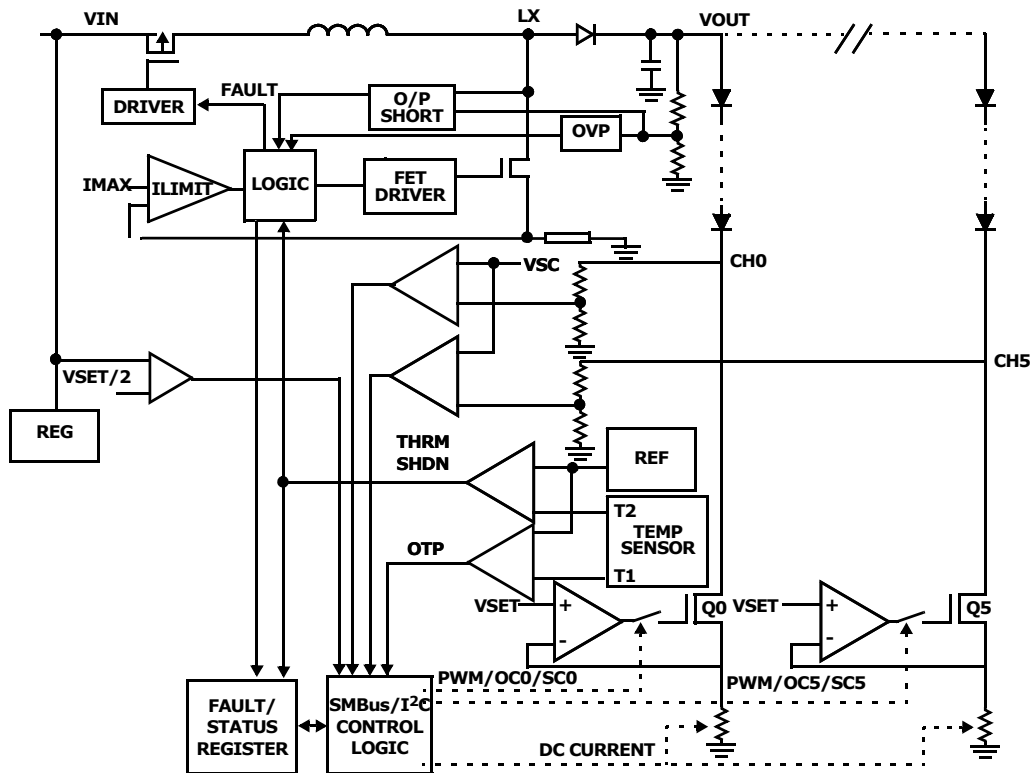 VIN
LX
VOUT
FAULT
DRIVER
O/P
SHORT
OVP
IMAX
ILIMIT
LOGIC
FET
DRIVER
VSC
CH0
CH5
VSET/2
REG
THRM
SHDN
REF
T2
TEMP
SENSOR
T1
OTP
VSET
+
-
Q0
VSET
+
-
Q5
PWM/OC0/SC0
PWM/OC5/SC5
FAULT/
STATUS
REGISTER
SMBus/I²C
CONTROL
LOGIC
DC CURRENT